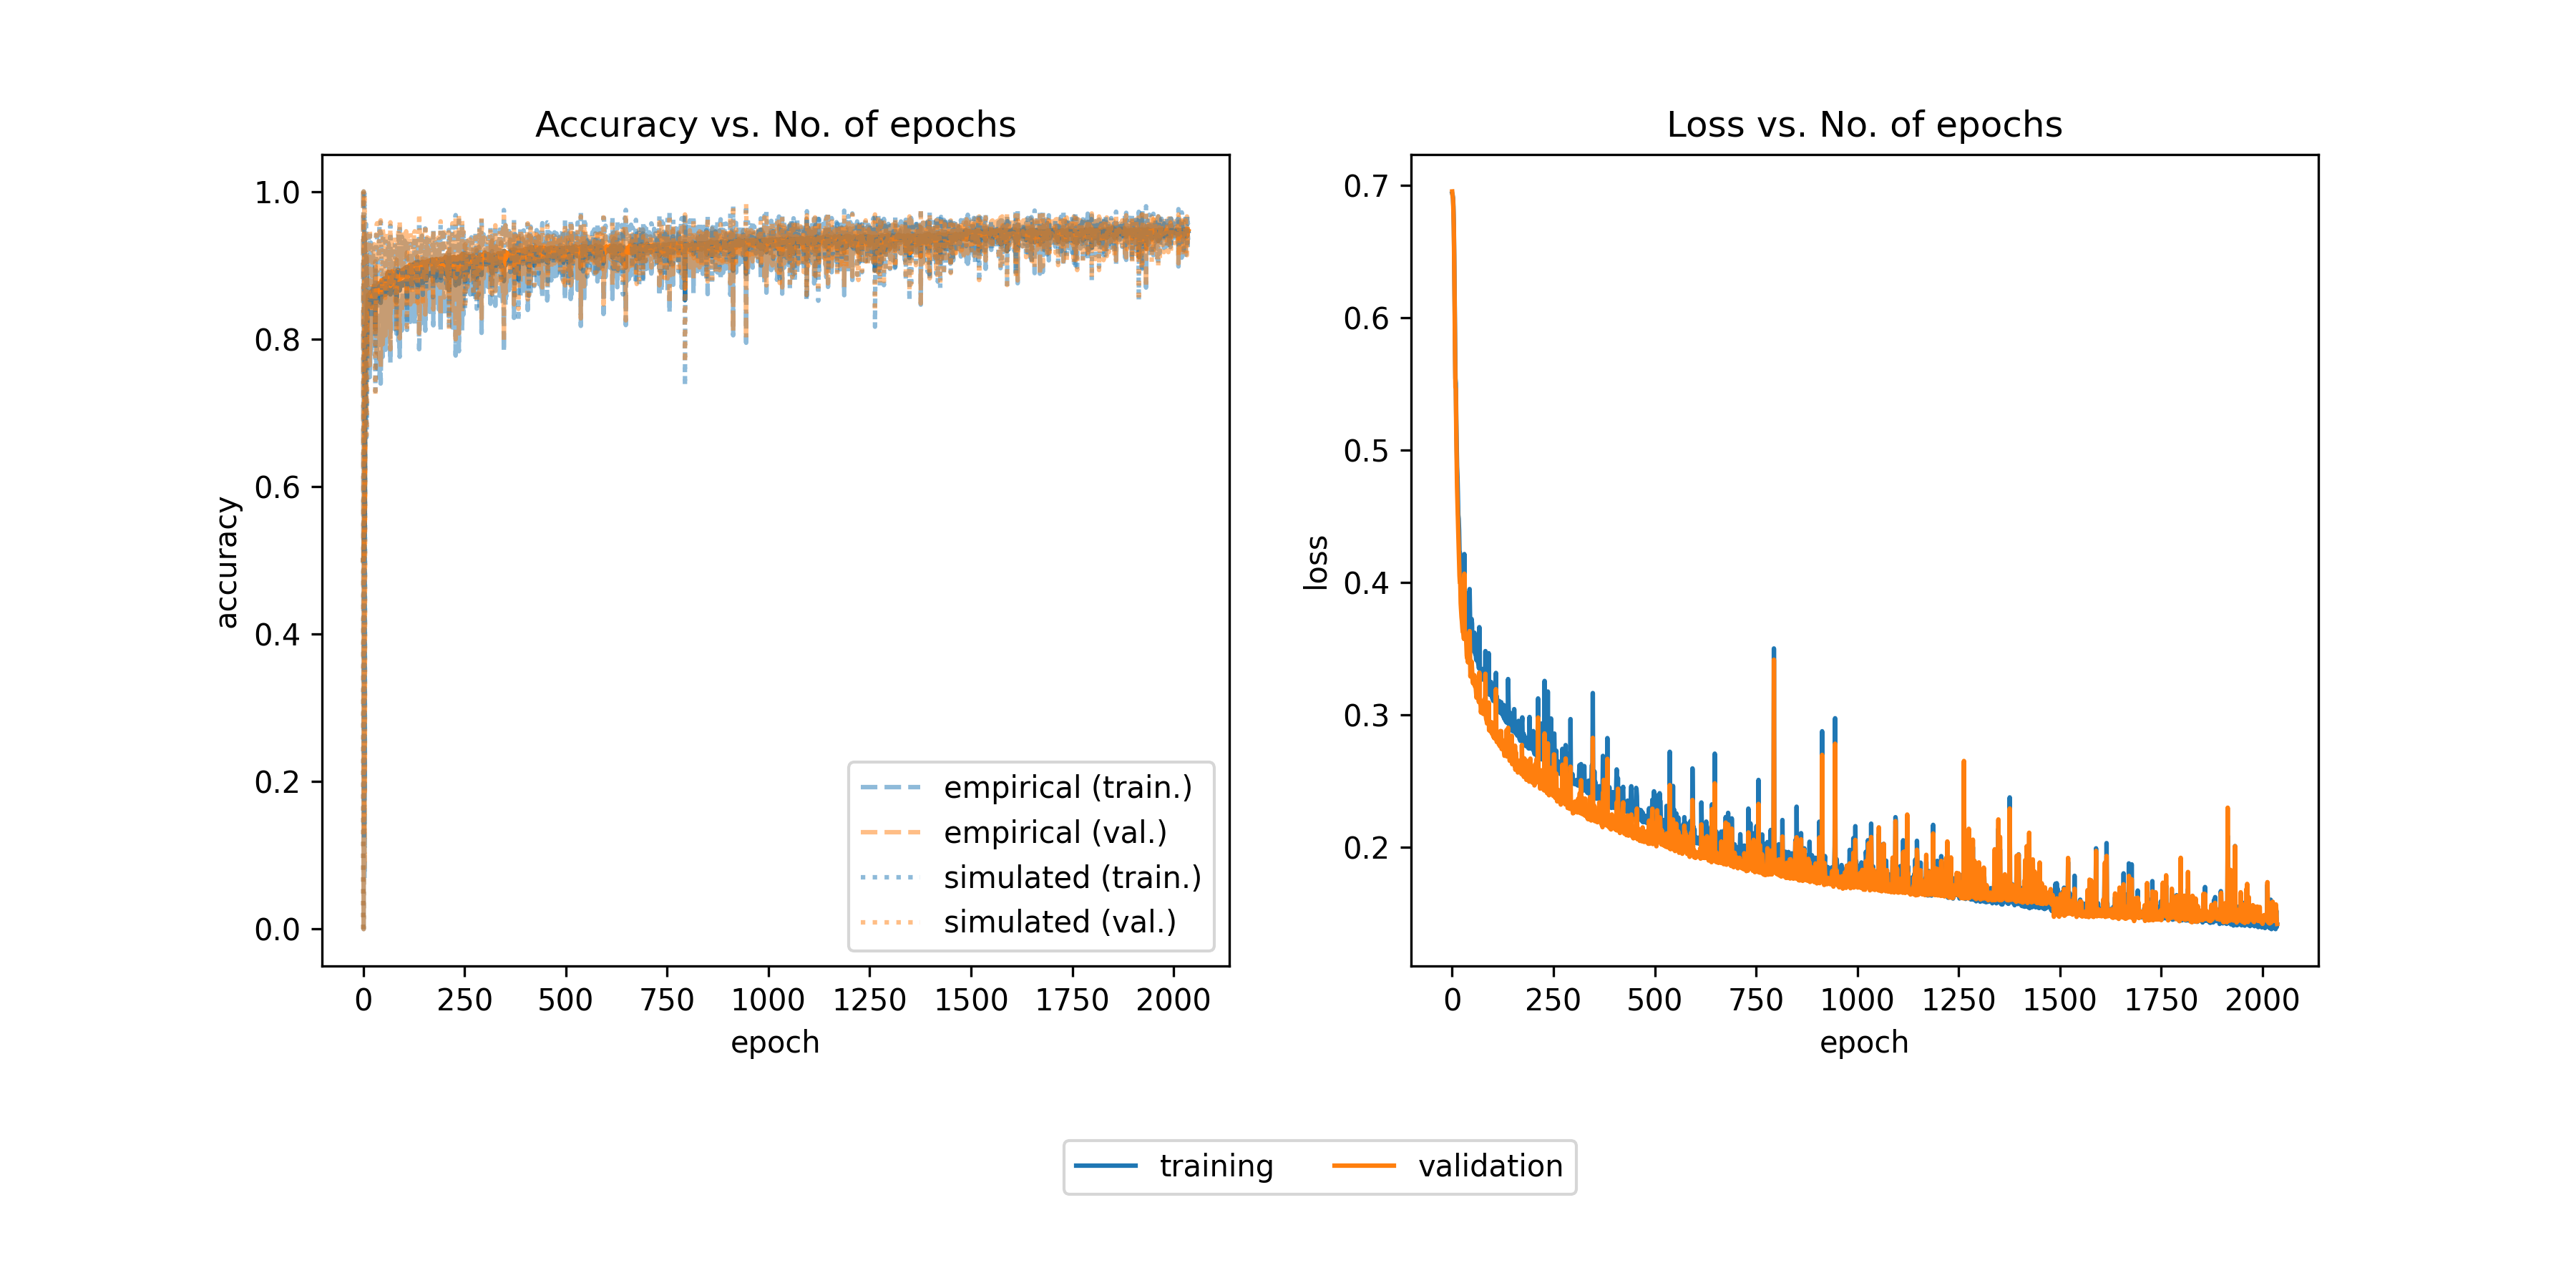 Accuracy vs. No. of epochs
1.0
0.8
0.6
0.4
0.2
0.0
accuracy
empirical (train.)
empirical (val.)
simulated (train.)
simulated (val.)
0 250 500 750 1000 1250 1500 1750 2000
epoch
Loss vs. No. of epochs
0.7
0.6
0.5
0.4
0.3
0.2
loss
0 250 500 750 1000 1250 1500 1750 2000
epoch
training validation